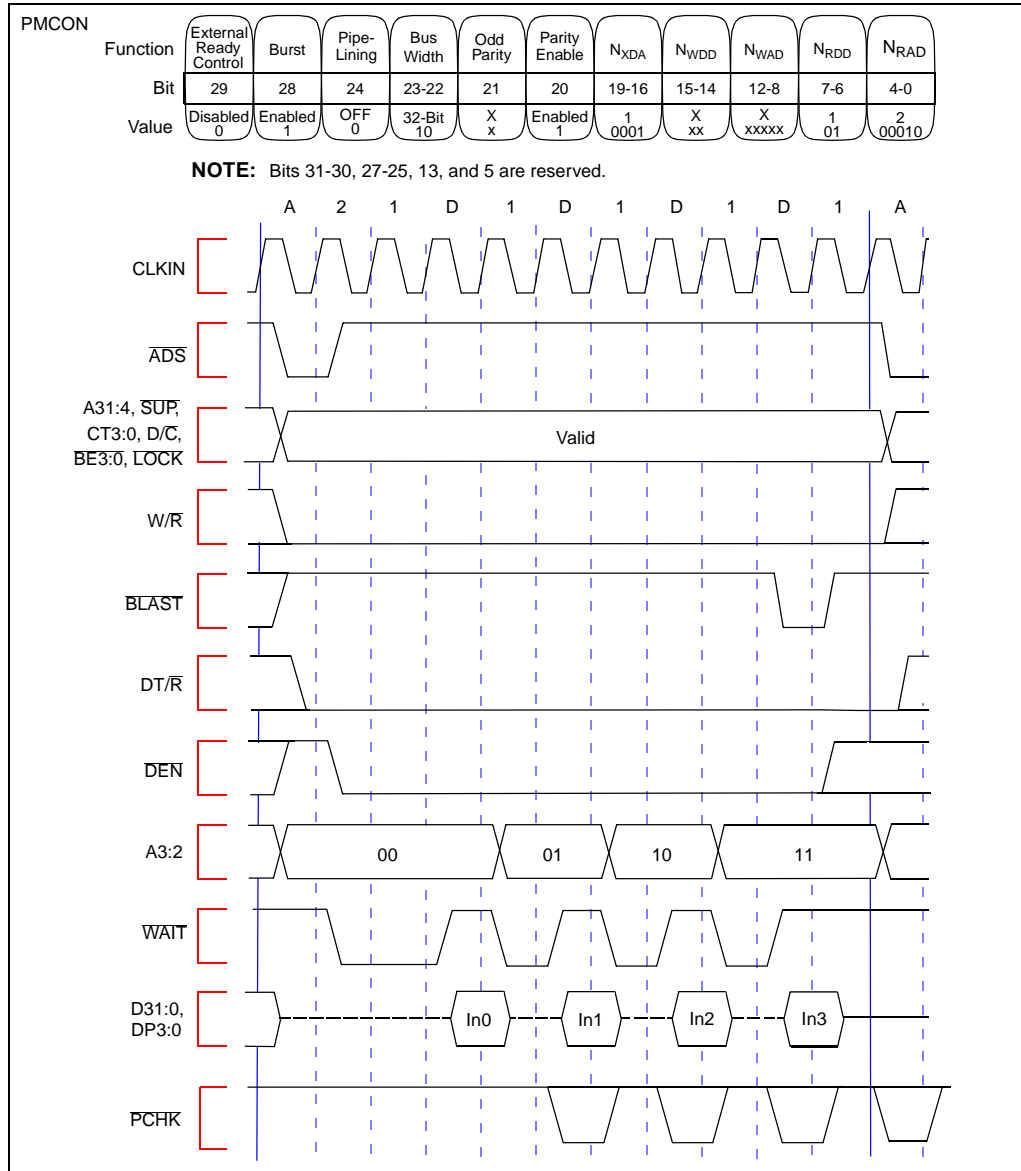 PMCON
Function
External Ready Control
Burst
Pipe-Lining
Bus Width
Odd Parity
Parity Enable
NXDA
NWDD
NWAD
NRDD
NRAD
Bit
29
28
24
23-22
21
20
19-16
15-14
12-8
7-6
4-0
Value
Disabled 0
Enabled 1
OFF 0
32-Bit 10
X x
Enabled 1
1 0001
X xx
X xxxxx
1 01
2 00010
NOTE: Bits 31-30, 27-25, 13, and 5 are reserved.
A 2 1 D 1 D 1 D 1 D 1 A
CLKIN
ADS
A31:4, SUP,
CT3:0, D/C,
BE3:0, LOCK
Valid
W/R
BLAST
DT/R
DEN
A3:2
00 01 10 11
WAIT
D31:0,
DP3:0
In0 In1 In2 In3
PCHK